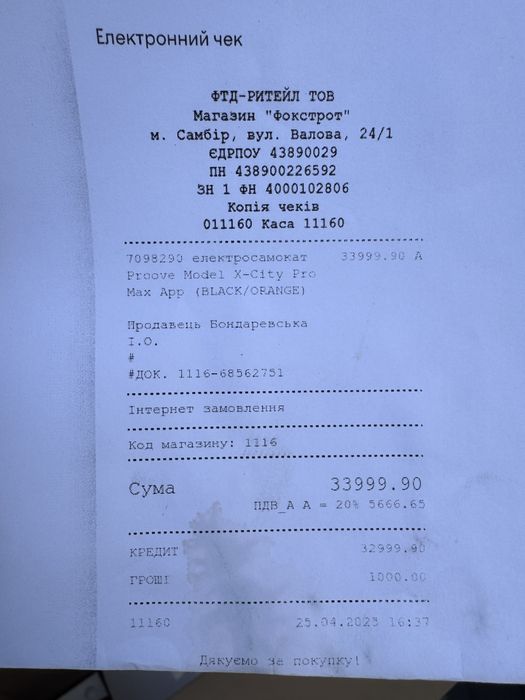 Електронний чек
ФТД-РИТЕЙЛ ТОВ
Магазин "Фокстрот"
м. Самбір, вул. Валова, 24/1
ЄДРПОУ 43890029
ПН 438900226592
ЗН 1 ФН 4000102806
Копія чеків
011160 Каса 11160
7098290 електросамокат 33999.90 А
Proove Model X-City Pro
Max App (BLACK/ORANGE)
Продавець Бондаревська
І.О.
#
#ДОК. 1116-68562751
Інтернет замовлення
Код магазину: 1116
Сума 33999.90
ПДВ_А А = 20% 5666.65
КРЕДИТ 32999.90
ГРОШІ 1000.00
11160 25.04.2025 16:37
Дякуємо за покупку!